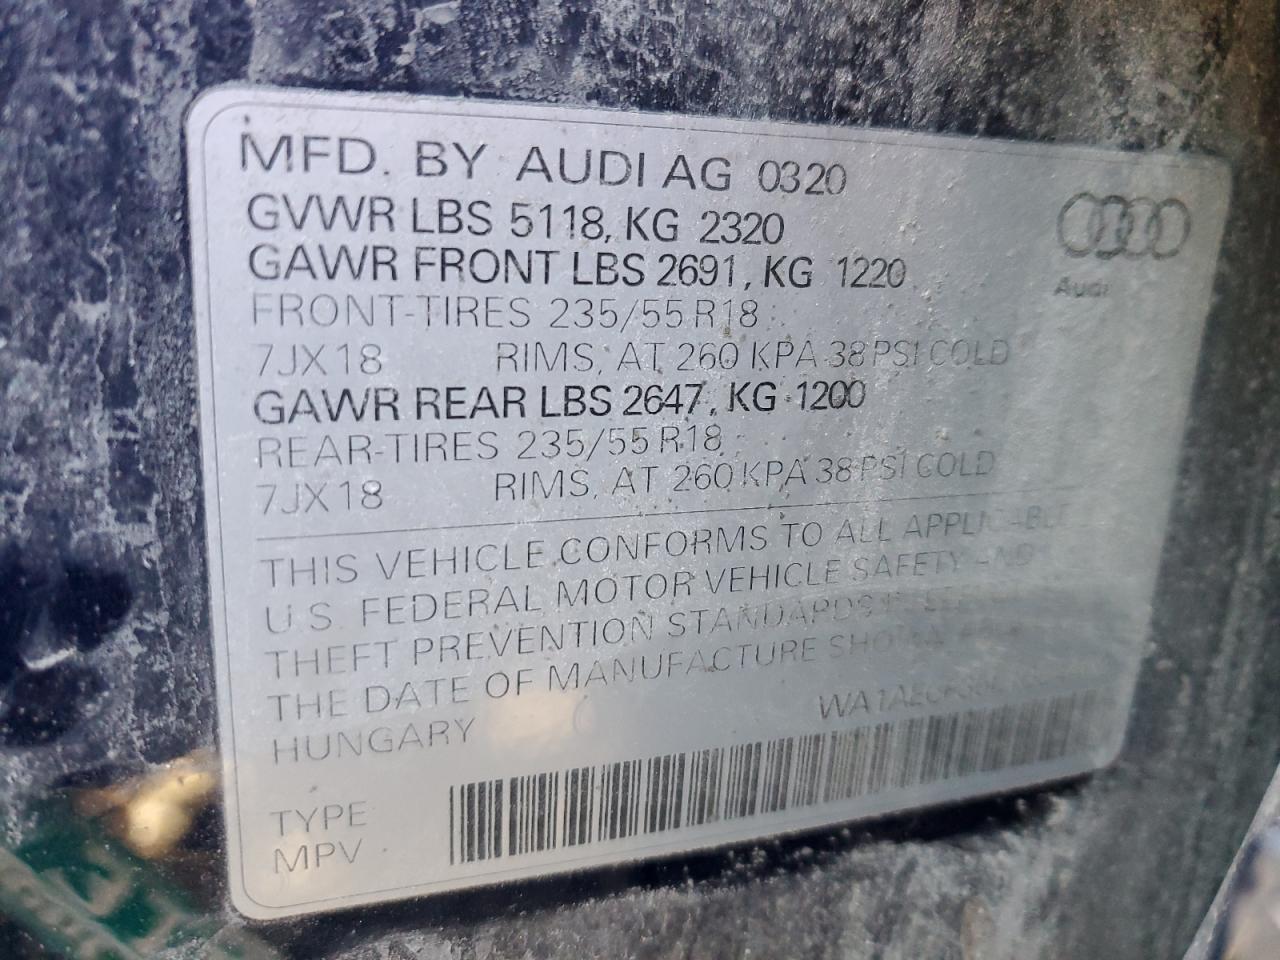 MFD. BY AUDI AG 0320
GVWR LBS 5118, KG 2320
GAWR FRONT LBS 2691, KG 1220
FRONT-TIRES 235/55 R18
7JX18 RIMS, AT 260 KPA 38 PSI COLD
GAWR REAR LBS 2647, KG 1200
REAR-TIRES 235/55 R18
7JX18 RIMS, AT 260 KPA 38 PSI COLD
Audi
THIS VEHICLE CONFORMS TO ALL APPLICABLE
U.S. FEDERAL MOTOR VEHICLE SAFETY AND
THEFT PREVENTION STANDARDS
THE DATE OF MANUFACTURE
HUNGARY
TYPE
MPV